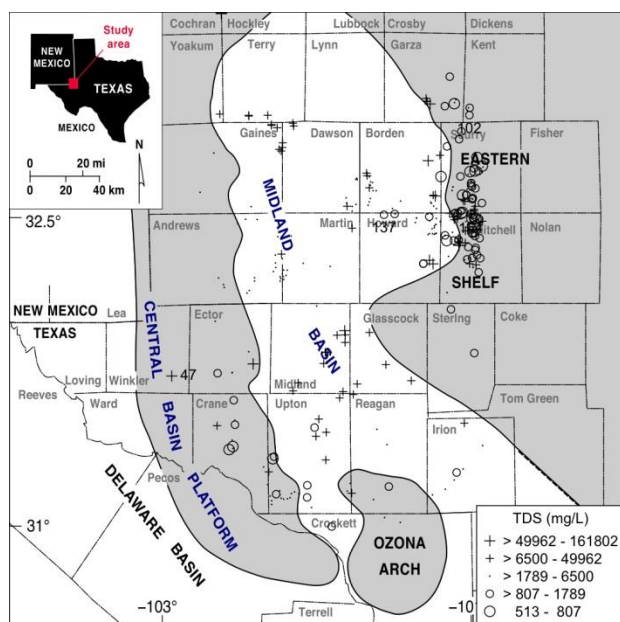 NEW
MEXICO
Study
area
TEXAS
MEXICO
N
0 20 mi
0 20 40 km
Cochran
Hockley
Lubbock
Crosby
Dickens
Yoakum
Terry
Lynn
Garza
Kent
102
Gaines
Dawson
Borden
Scurry
Fisher
EASTERN
32.5°
MIDLAND
Andrews
Martin
Howard
137
Mitchell
Nolan
SHELF
NEW MEXICO
TEXAS
Lea
Ector
Glasscock
Sterling
Coke
CENTRAL
BASIN
47
Loving
Winkler
Midland
Reeves
Ward
Crane
Upton
Reagan
Tom Green
Irion
BASIN
PLATFORM
Pecos
DELAWARE BASIN
31°
Crockett
OZONA
ARCH
−103°
−10
Terrell
TDS (mg/L)
+ > 49962 - 161802
+ > 6500 - 49962
· > 1789 - 6500
○ > 807 - 1789
○ 513 - 807